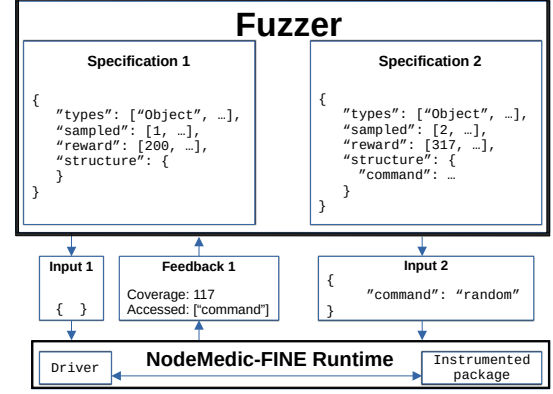 Fuzzer
Specification 1
{
”types”: [“Object”, …],
“sampled”: [1, …],
“reward”: [200, …],
“structure”: {
}
}
Specification 2
{
”types”: [“Object”, …],
“sampled”: [2, …],
“reward”: [317, …],
“structure”: {
“command”: …
}
}
Input 1
{ }
Feedback 1
Coverage: 117
Accessed: [“command”]
Input 2
{
”command”: “random”
}
NodeMedic-FINE Runtime
Driver
Instrumented
package